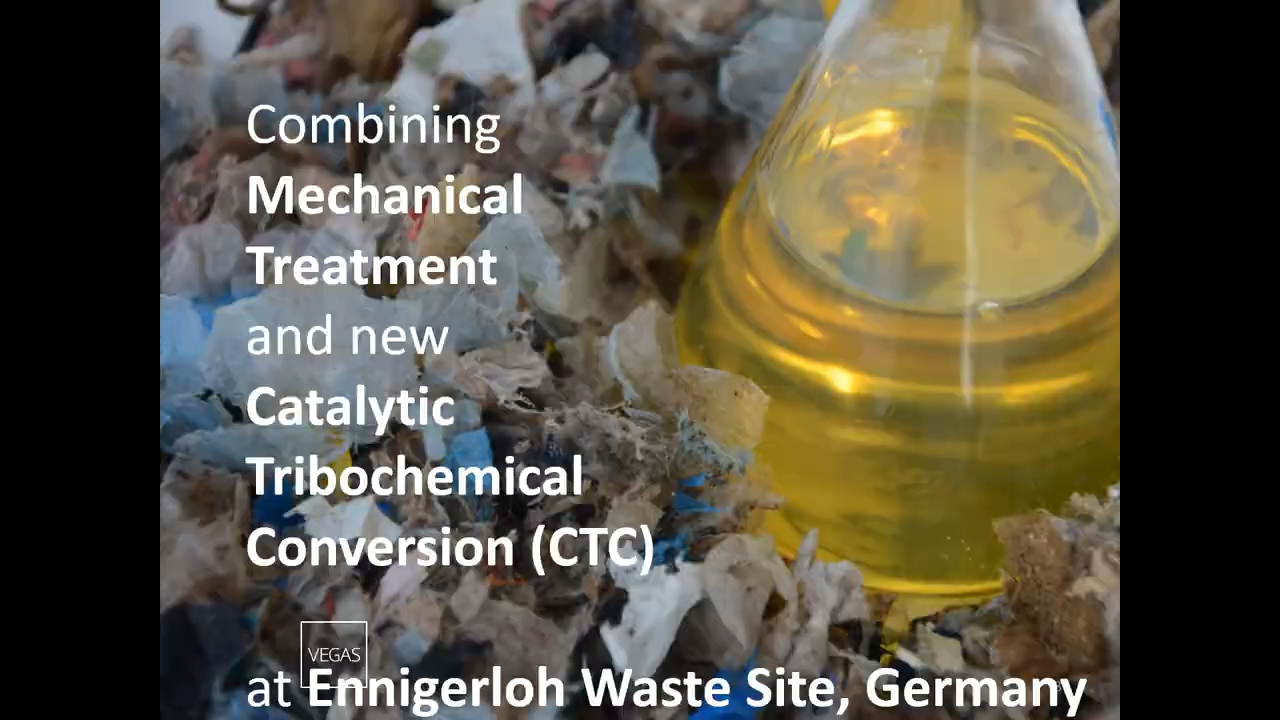 Combining
Mechanical
Treatment
and new
Catalytic
Tribochemical
Conversion (CTC)
VEGAS
at Ennigerloh Waste Site, Germany